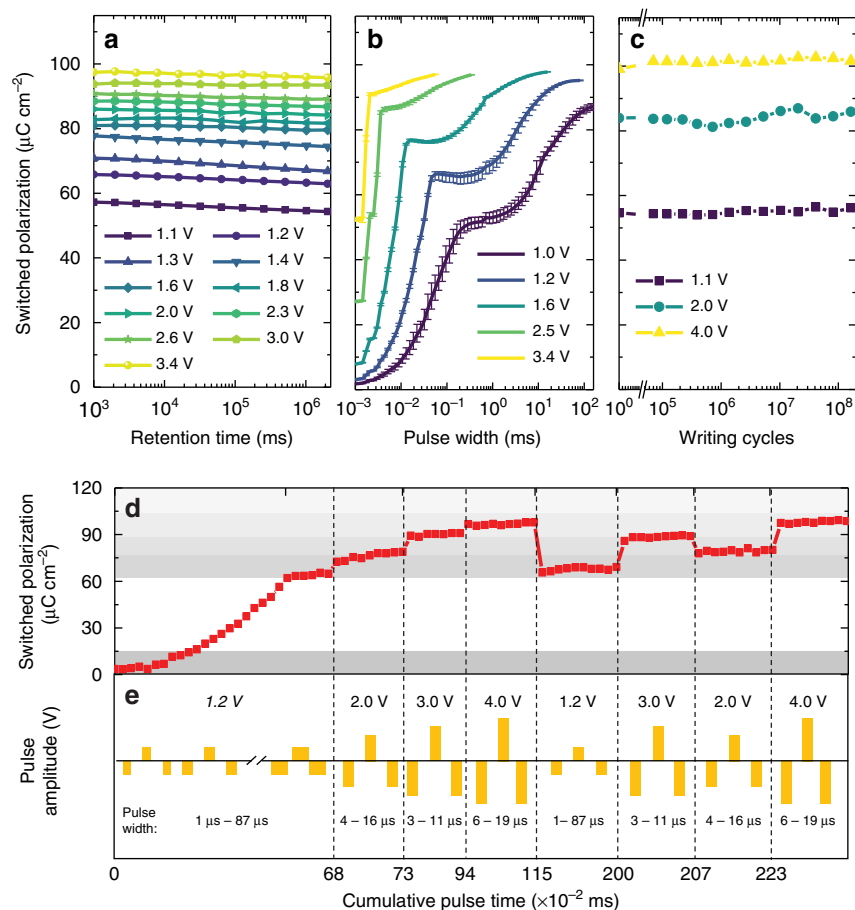 a
b
c
Switched polarization (μC cm⁻²)
100
80
60
40
20
0
1.1 V 1.2 V
1.3 V 1.4 V
1.6 V 1.8 V
2.0 V 2.3 V
2.6 V 3.0 V
3.4 V
1.0 V
1.2 V
1.6 V
2.5 V
3.4 V
1.1 V
2.0 V
4.0 V
10³ 10⁴ 10⁵ 10⁶
10⁻³ 10⁻² 10⁻¹ 10⁰ 10¹ 10²
10⁰ 10⁵ 10⁶ 10⁷ 10⁸
Retention time (ms)
Pulse width (ms)
Writing cycles
d
Switched polarization
(μC cm⁻²)
120
90
60
30
0
e
Pulse
amplitude (V)
1.2 V 2.0 V 3.0 V 4.0 V 1.2 V 3.0 V 2.0 V 4.0 V
Pulse
width:
1 μs – 87 μs 4 – 16 μs 3 – 11 μs 6 – 19 μs 1– 87 μs 3 – 11 μs 4 – 16 μs 6 – 19 μs
0 68 73 94 115 200 207 223
Cumulative pulse time (×10⁻² ms)